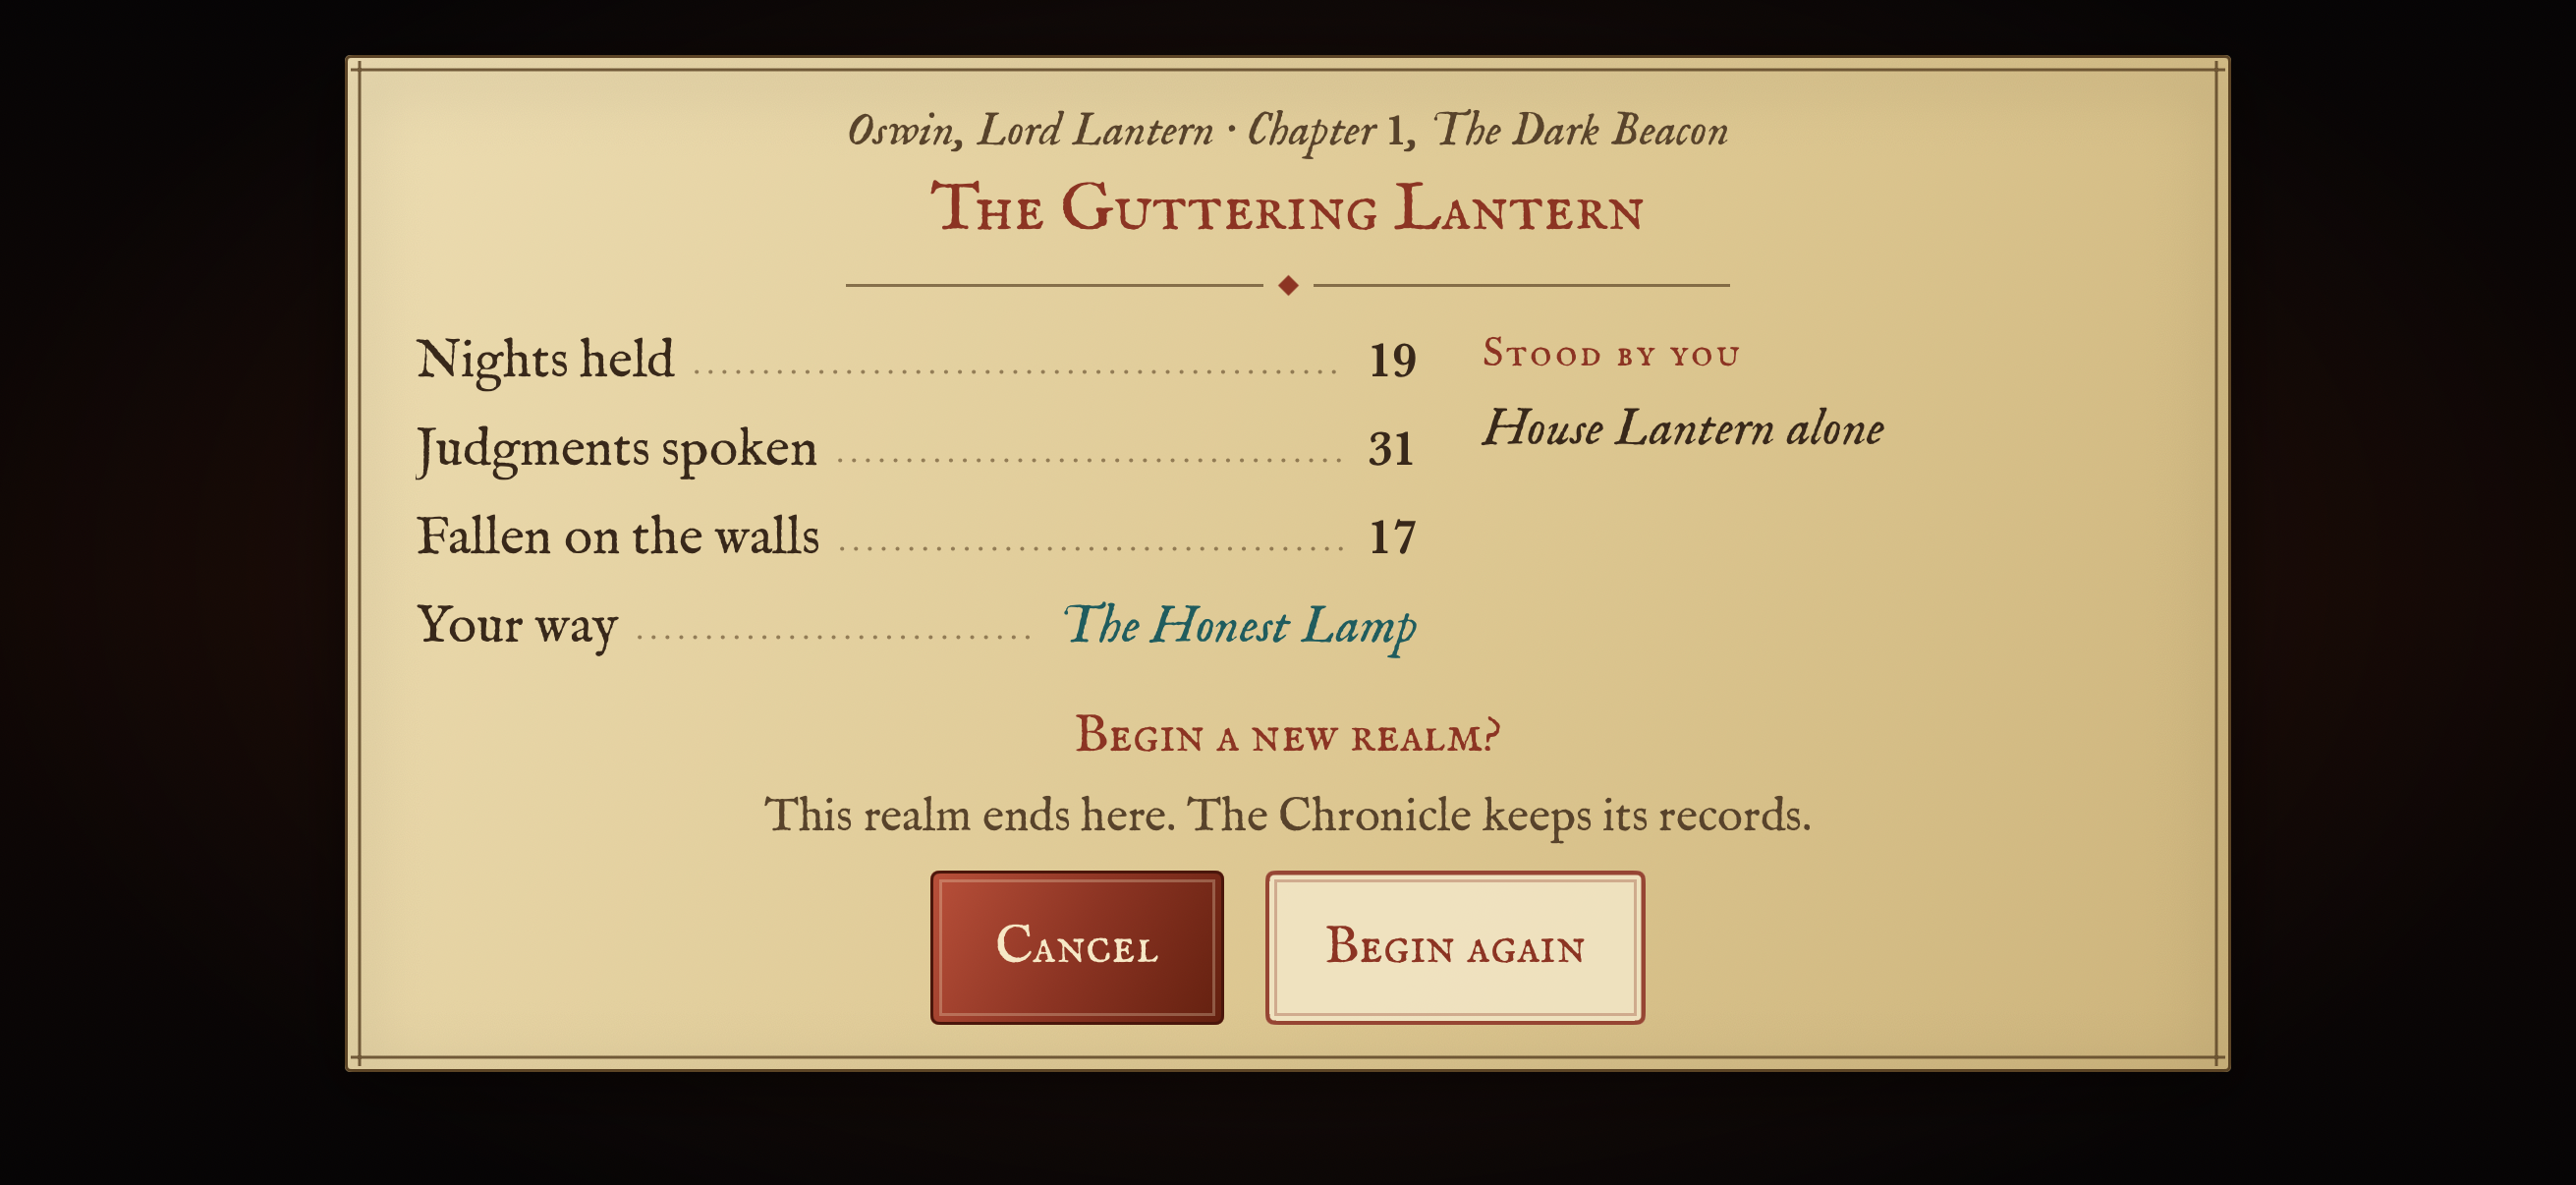 Oswin, Lord Lantern · Chapter 1, The Dark Beacon
The Guttering Lantern
Nights held 19
Judgments spoken 31
Fallen on the walls 17
Your way The Honest Lamp
Stood by you
House Lantern alone
Begin a new realm?
This realm ends here. The Chronicle keeps its records.
Cancel
Begin again